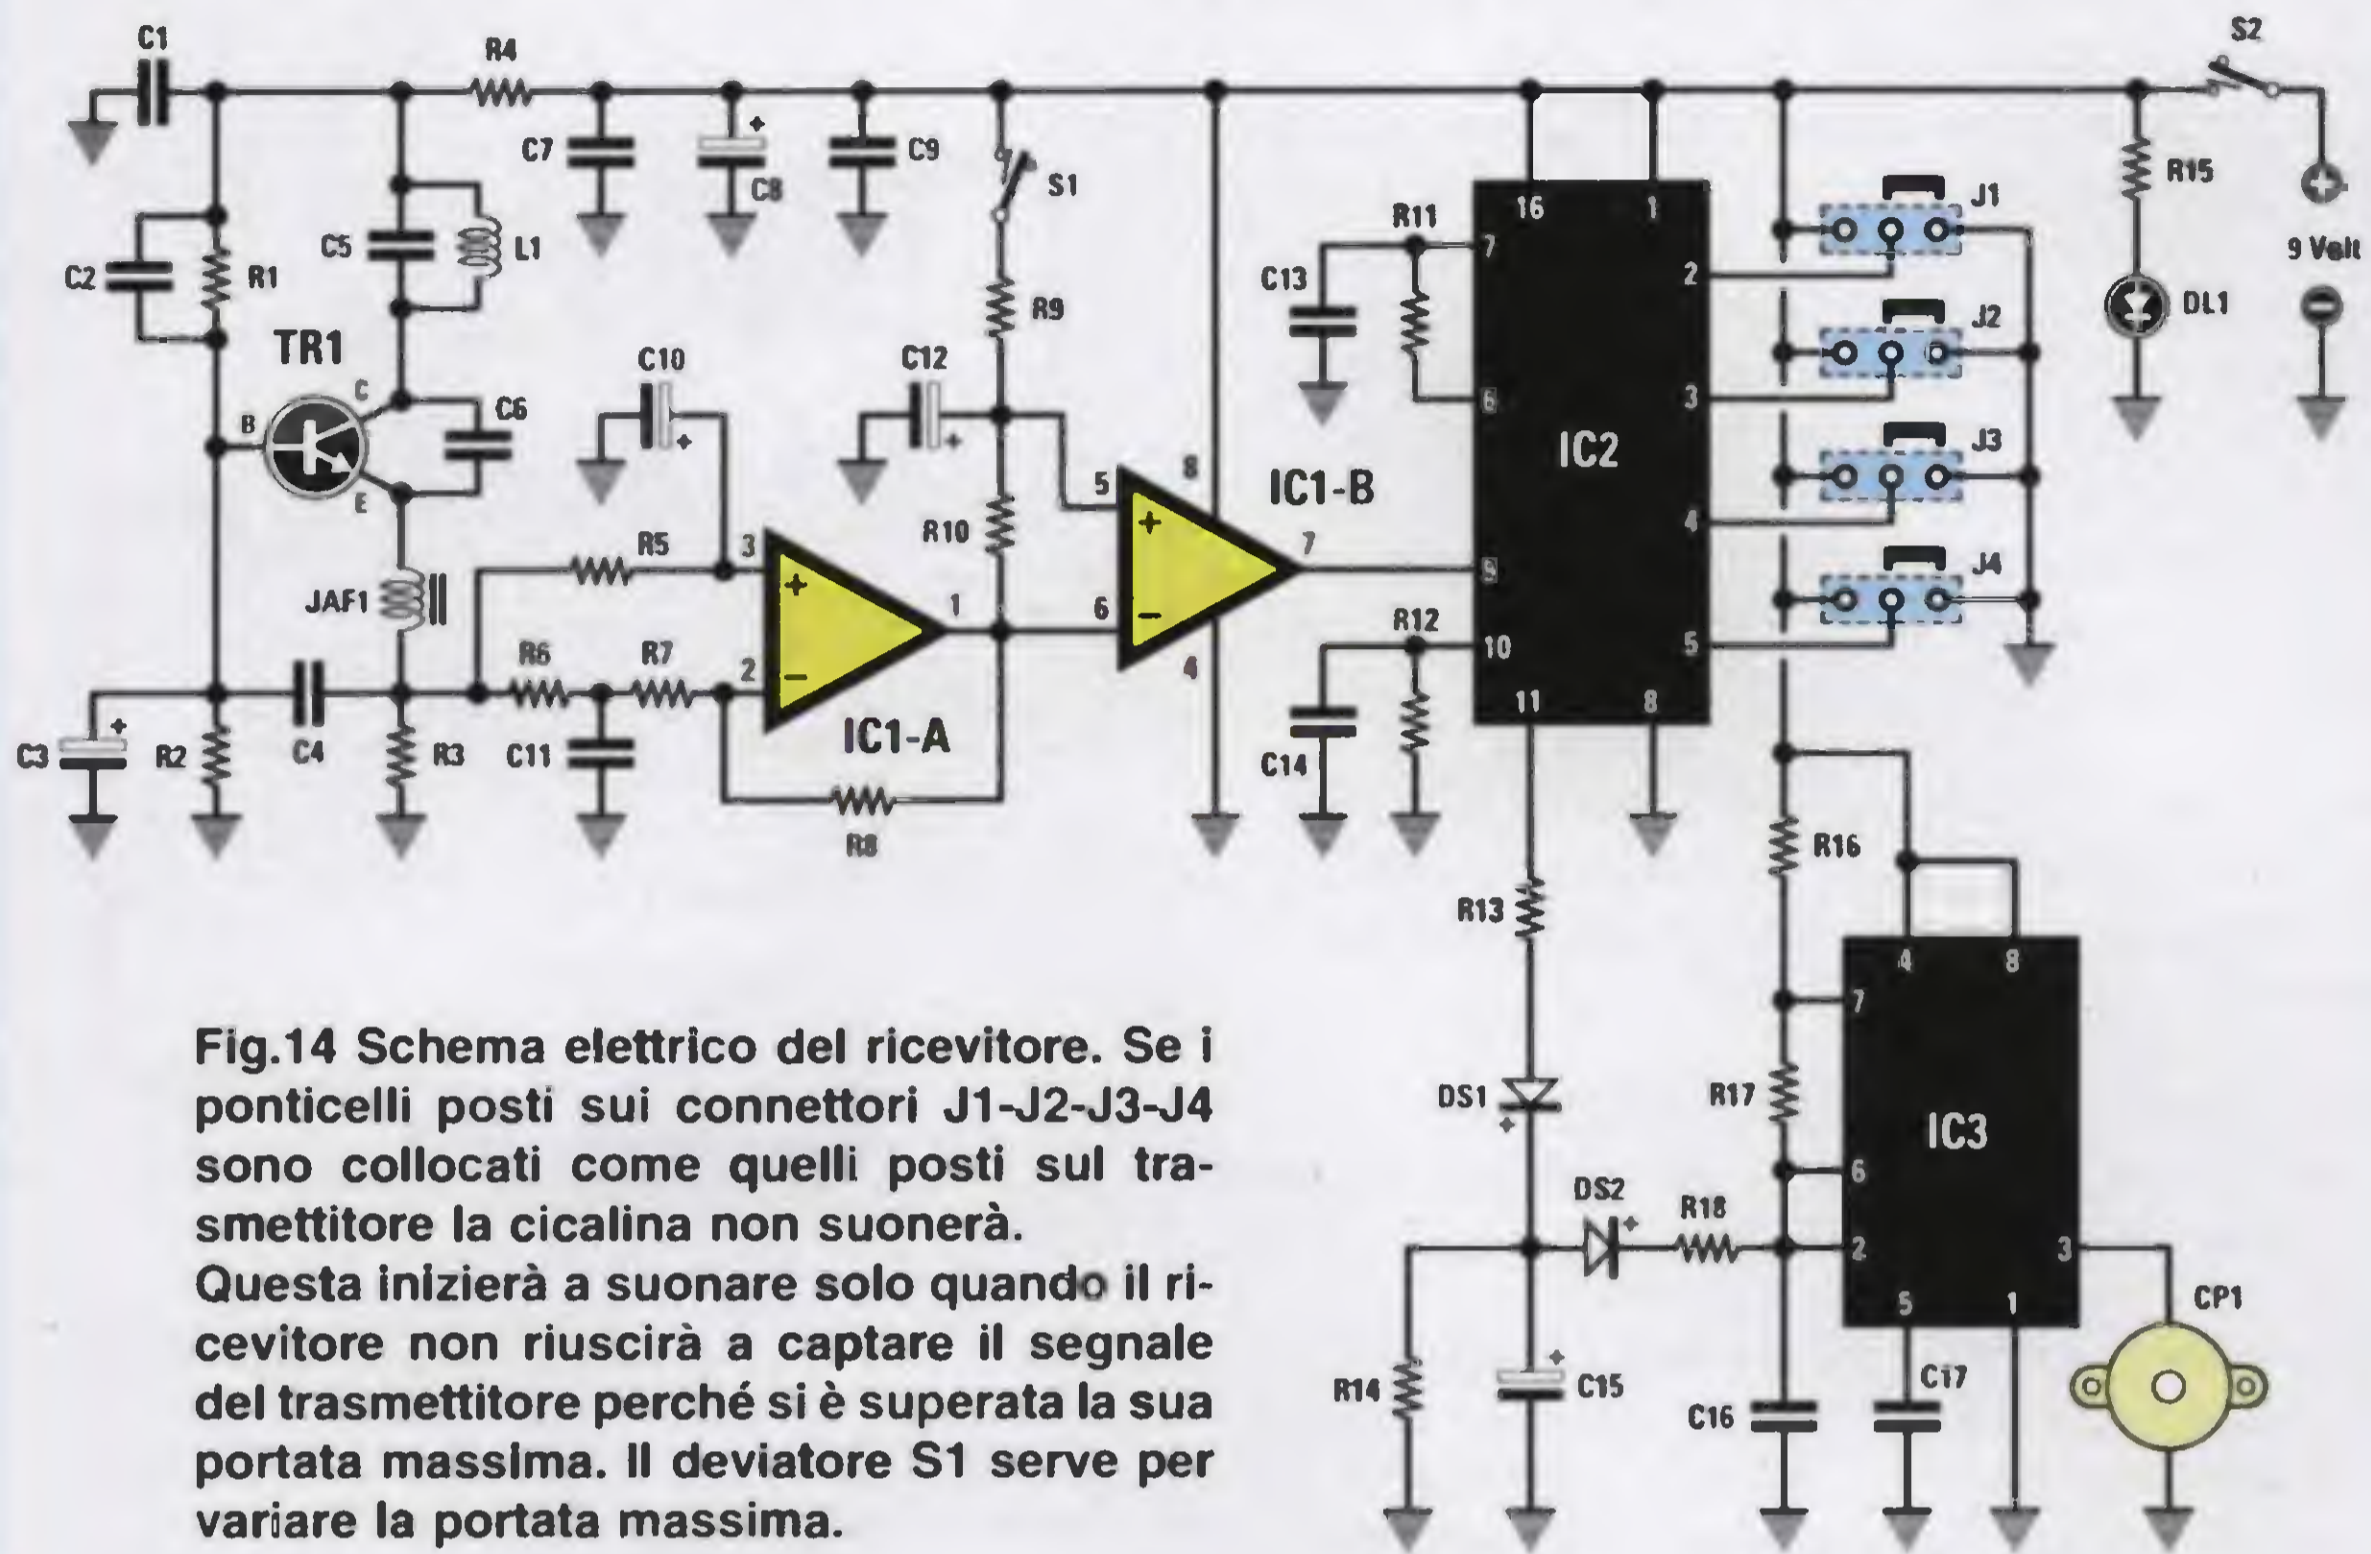 C1
R4
S2
C7
C8
+
C9
S1
R15
J1
C2
R1
C5
L1
R9
R11
C13
7
6
16
1
2
3
J2
DL1
9 Volt
+
−
TR1
B
C
E
C6
C10
+
C12
+
R10
5
8
IC1-B
IC2
4
J3
J4
JAF1
R5
3
+
−
2
1
6
+
−
4
7
9
R12
10
5
11
8
C14
R6
R7
IC1-A
C3
+
R2
C4
R3
C11
R8
R16
R13
4
8
7
DS1
+
R17
IC3
6
DS2
+
R18
2
3
5
1
CP1
R14
+
C15
C16
C17
Fig.14 Schema elettrico del ricevitore. Se i
ponticelli posti sui connettori J1-J2-J3-J4
sono collocati come quelli posti sul tra-
smettitore la cicalina non suonerà.
Questa inizierà a suonare solo quando il ri-
cevitore non riuscirà a captare il segnale
del trasmettitore perché si è superata la sua
portata massima. Il deviatore S1 serve per
variare la portata massima.